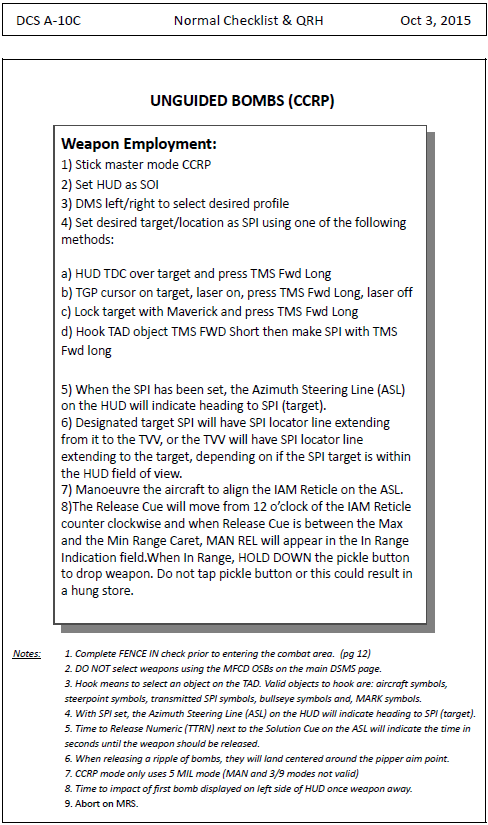 DCS A-10C Normal Checklist & QRH Oct 3, 2015
UNGUIDED BOMBS (CCRP)
Weapon Employment:
1) Stick master mode CCRP
2) Set HUD as SOI
3) DMS left/right to select desired profile
4) Set desired target/location as SPI using one of the following
methods:
a) HUD TDC over target and press TMS Fwd Long
b) TGP cursor on target, laser on, press TMS Fwd Long, laser off
c) Lock target with Maverick and press TMS Fwd Long
d) Hook TAD object TMS FWD Short then make SPI with TMS
Fwd long
5) When the SPI has been set, the Azimuth Steering Line (ASL)
on the HUD will indicate heading to SPI (target).
6) Designated target SPI will have SPI locator line extending
from it to the TVV, or the TVV will have SPI locator line
extending to the target, depending on if the SPI target is within
the HUD field of view.
7) Manoeuvre the aircraft to align the IAM Reticle on the ASL.
8)The Release Cue will move from 12 o’clock of the IAM Reticle
counter clockwise and when Release Cue is between the Max
and the Min Range Caret, MAN REL will appear in the In Range
Indication field.When In Range, HOLD DOWN the pickle button
to drop weapon. Do not tap pickle button or this could result in
a hung store.
Notes: 1. Complete FENCE IN check prior to entering the combat area. (pg 12)
2. DO NOT select weapons using the MFCD OSBs on the main DSMS page.
3. Hook means to select an object on the TAD. Valid objects to hook are: aircraft symbols,
steerpoint symbols, transmitted SPI symbols, bullseye symbols and, MARK symbols.
4. With SPI set, the Azimuth Steering Line (ASL) on the HUD will indicate heading to SPI (target).
5. Time to Release Numeric (TTRN) next to the Solution Cue on the ASL will indicate the time in
seconds until the weapon should be released.
6. When releasing a ripple of bombs, they will land centered around the pipper aim point.
7. CCRP mode only uses 5 MIL mode (MAN and 3/9 modes not valid)
8. Time to impact of first bomb displayed on left side of HUD once weapon away.
9. Abort on MRS.